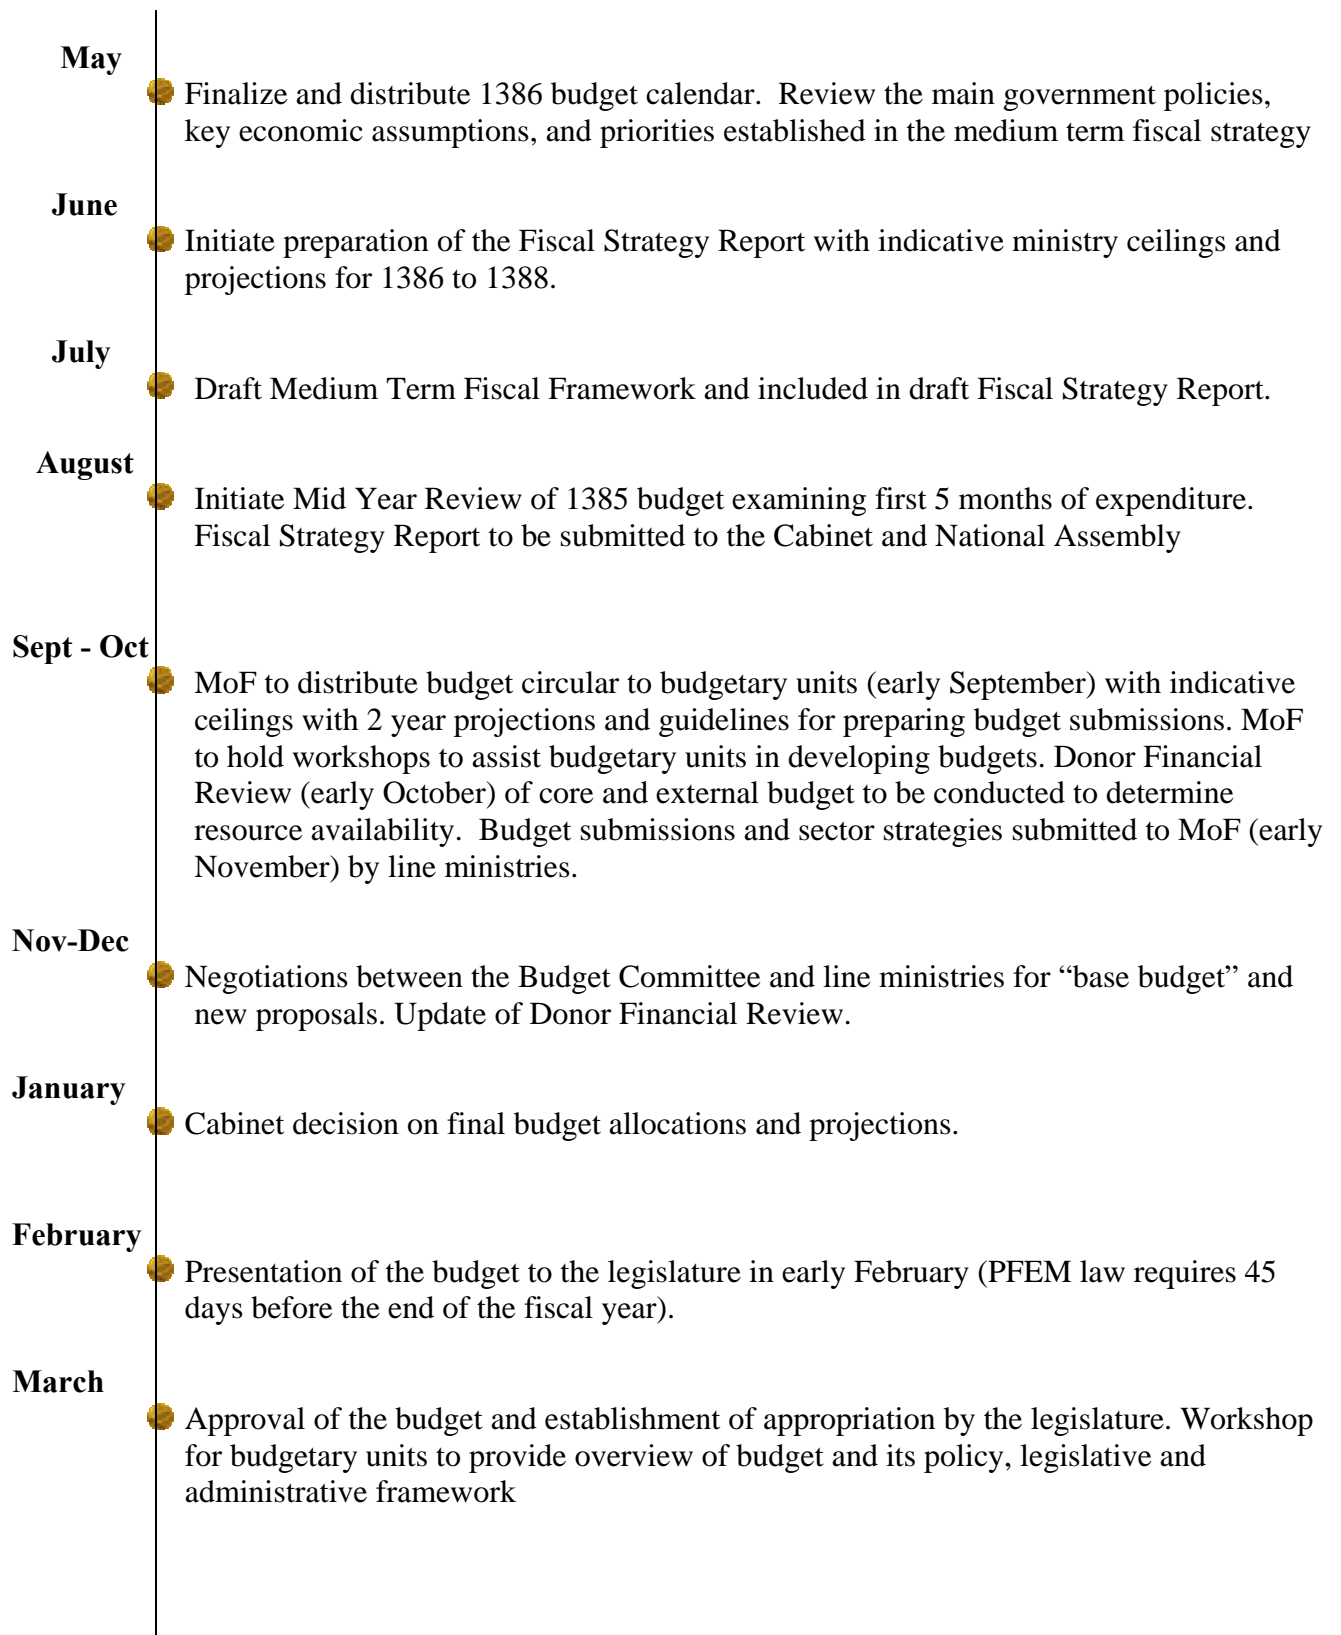 May
Finalize and distribute 1386 budget calendar.  Review the main government policies,
key economic assumptions, and priorities established in the medium term fiscal strategy
June
Initiate preparation of the Fiscal Strategy Report with indicative ministry ceilings and
projections for 1386 to 1388.
July
Draft Medium Term Fiscal Framework and included in draft Fiscal Strategy Report.
August
Initiate Mid Year Review of 1385 budget examining first 5 months of expenditure.
Fiscal Strategy Report to be submitted to the Cabinet and National Assembly
Sept - Oct
MoF to distribute budget circular to budgetary units (early September) with indicative
ceilings with 2 year projections and guidelines for preparing budget submissions. MoF
to hold workshops to assist budgetary units in developing budgets. Donor Financial
Review (early October) of core and external budget to be conducted to determine
resource availability.  Budget submissions and sector strategies submitted to MoF (early
November) by line ministries.
Nov-Dec
Negotiations between the Budget Committee and line ministries for “base budget” and
new proposals. Update of Donor Financial Review.
January
Cabinet decision on final budget allocations and projections.
February
Presentation of the budget to the legislature in early February (PFEM law requires 45
days before the end of the fiscal year).
March
Approval of the budget and establishment of appropriation by the legislature. Workshop
for budgetary units to provide overview of budget and its policy, legislative and
administrative framework